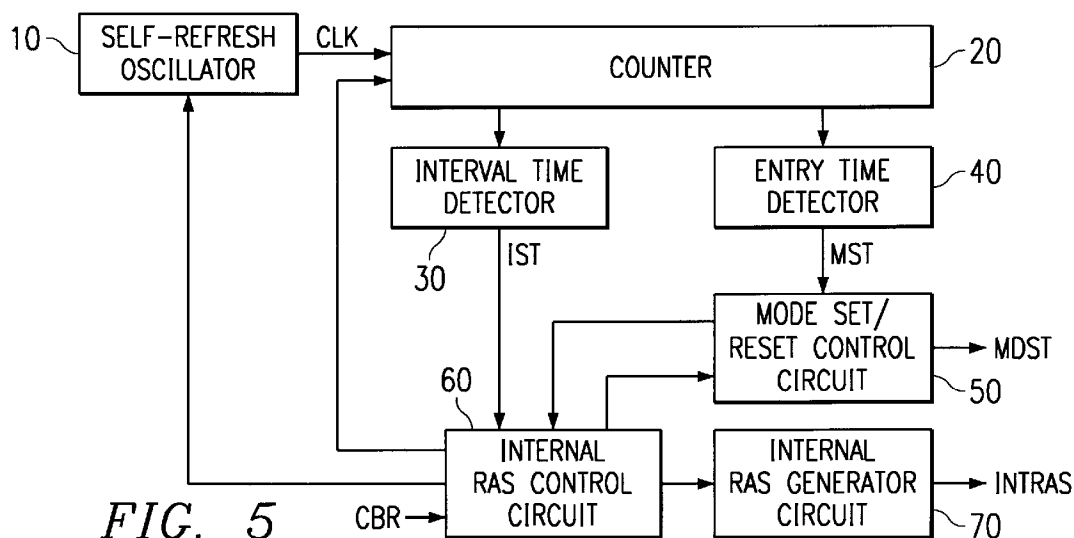 10
SELF-REFRESH
OSCILLATOR
CLK
COUNTER
20
INTERVAL TIME
DETECTOR
30
ENTRY TIME
DETECTOR
40
IST
MST
MODE SET/
RESET CONTROL
CIRCUIT
MDST
50
60
INTERNAL
RAS CONTROL
CIRCUIT
CBR
INTERNAL
RAS GENERATOR
CIRCUIT
INTRAS
70
FIG. 5